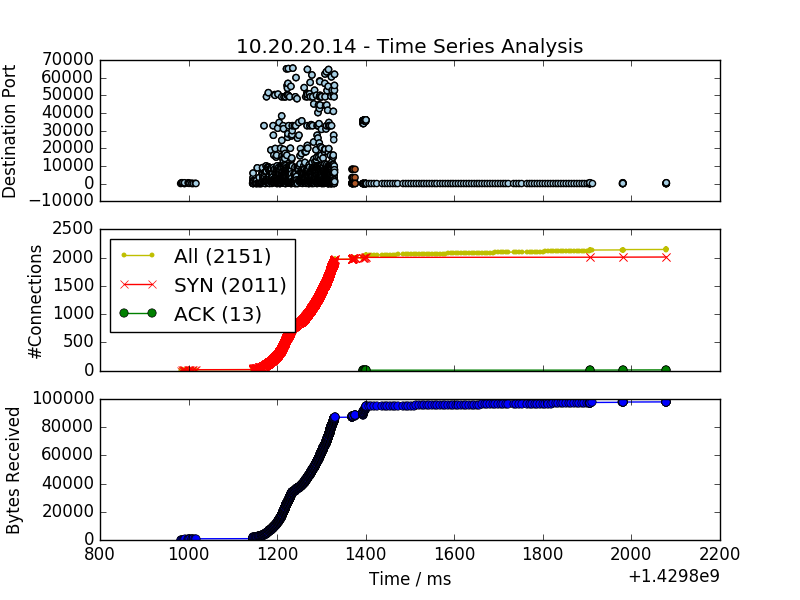 10.20.20.14 - Time Series Analysis
Destination Port
70000
60000
50000
40000
30000
20000
10000
0
−10000
#Connections
2500
2000
1500
1000
500
0
All (2151)
SYN (2011)
ACK (13)
Bytes Received
100000
80000
60000
40000
20000
0
800 1000 1200 1400 1600 1800 2000 2200
Time / ms
+1.4298e9